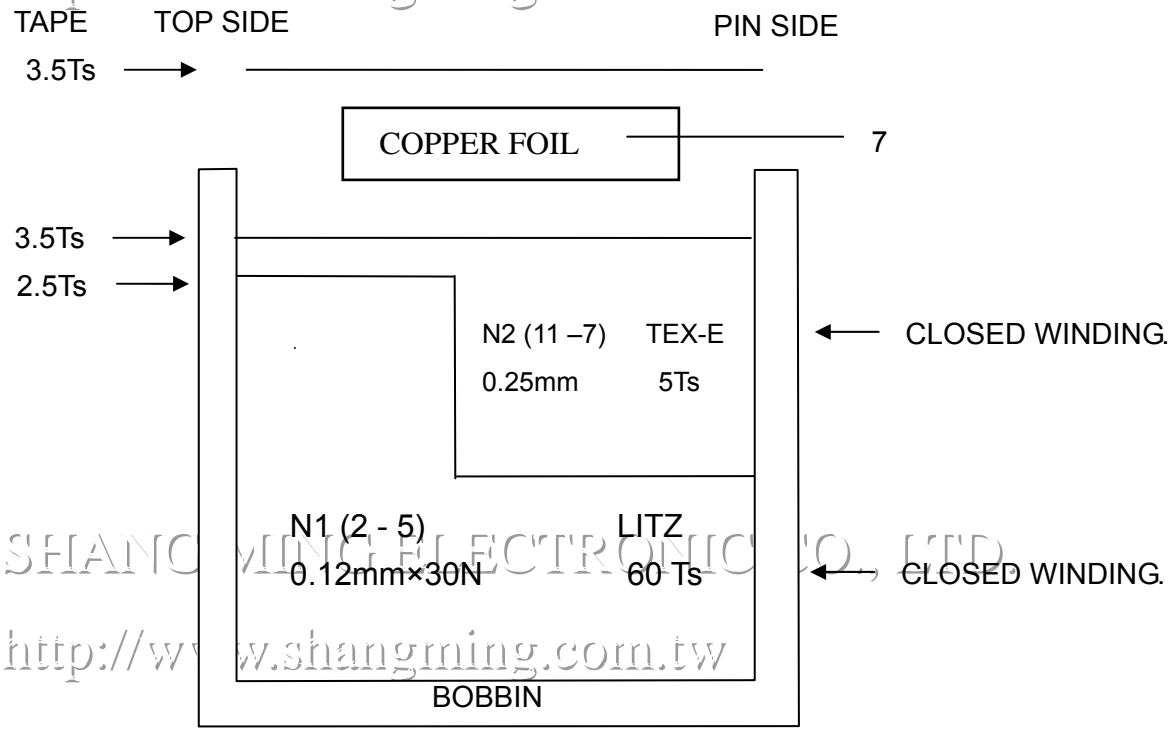 TAPE TOP SIDE PIN SIDE
3.5Ts
COPPER FOIL 7
3.5Ts
2.5Ts
N2 (11 –7) TEX-E CLOSED WINDING.
0.25mm 5Ts
N1 (2 - 5) LITZ
SHANG MING ELECTRONIC CO., LTD.
0.12mm×30N 60 Ts CLOSED WINDING.
http://www.shangming.com.tw
BOBBIN